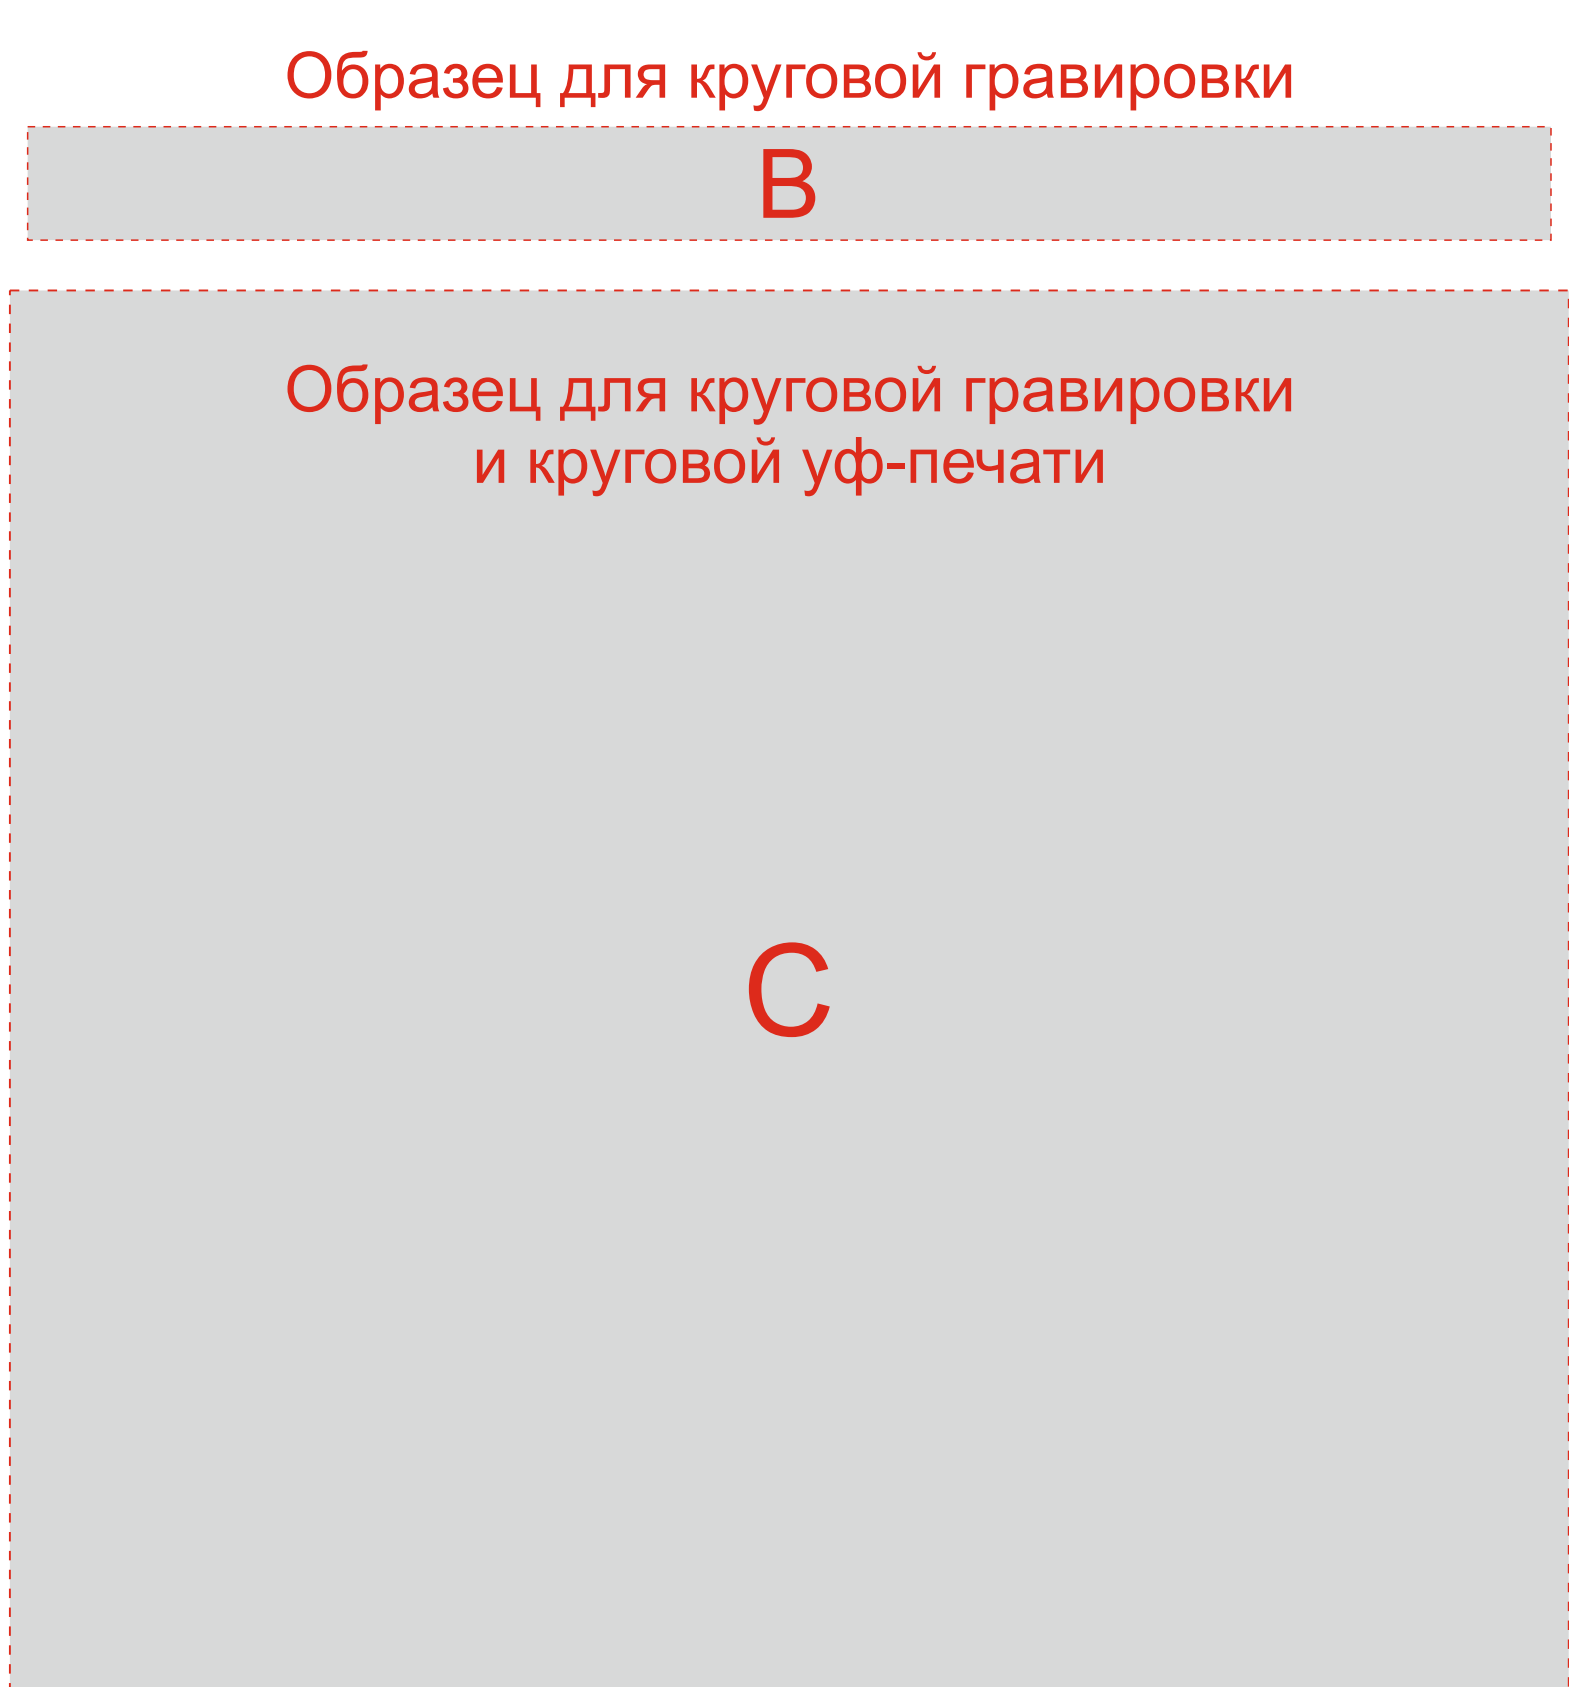 Образец для круговой гравировки
B
Образец для круговой гравировки
и круговой уф-печати
C